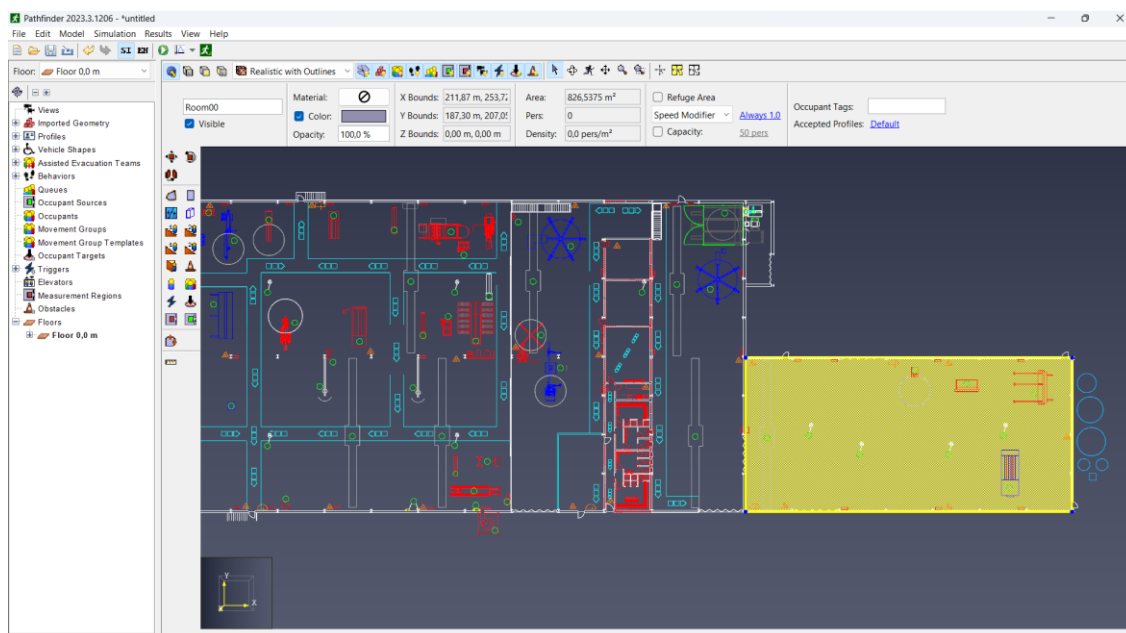 Pathfinder 2023.3.1206 - *untitled
File Edit Model Simulation Results View Help
SI EN
Floor: Floor 0,0 m
Realistic with Outlines
Views
Imported Geometry
Profiles
Vehicle Shapes
Assisted Evacuation Teams
Behaviors
Queues
Occupant Sources
Occupants
Movement Groups
Movement Group Templates
Occupant Targets
Triggers
Elevators
Measurement Regions
Obstacles
Floors
Floor 0,0 m
Room00
Visible
Material:
Color:
Opacity: 100,0 %
X Bounds: 211,87 m, 253,72
Y Bounds: 187,30 m, 207,05
Z Bounds: 0,00 m, 0,00 m
Area: 826,5375 m²
Pers: 0
Density: 0,0 pers/m²
Refuge Area
Speed Modifier Always 1.0
Capacity: 50 pers
Occupant Tags:
Accepted Profiles: Default
Y
X